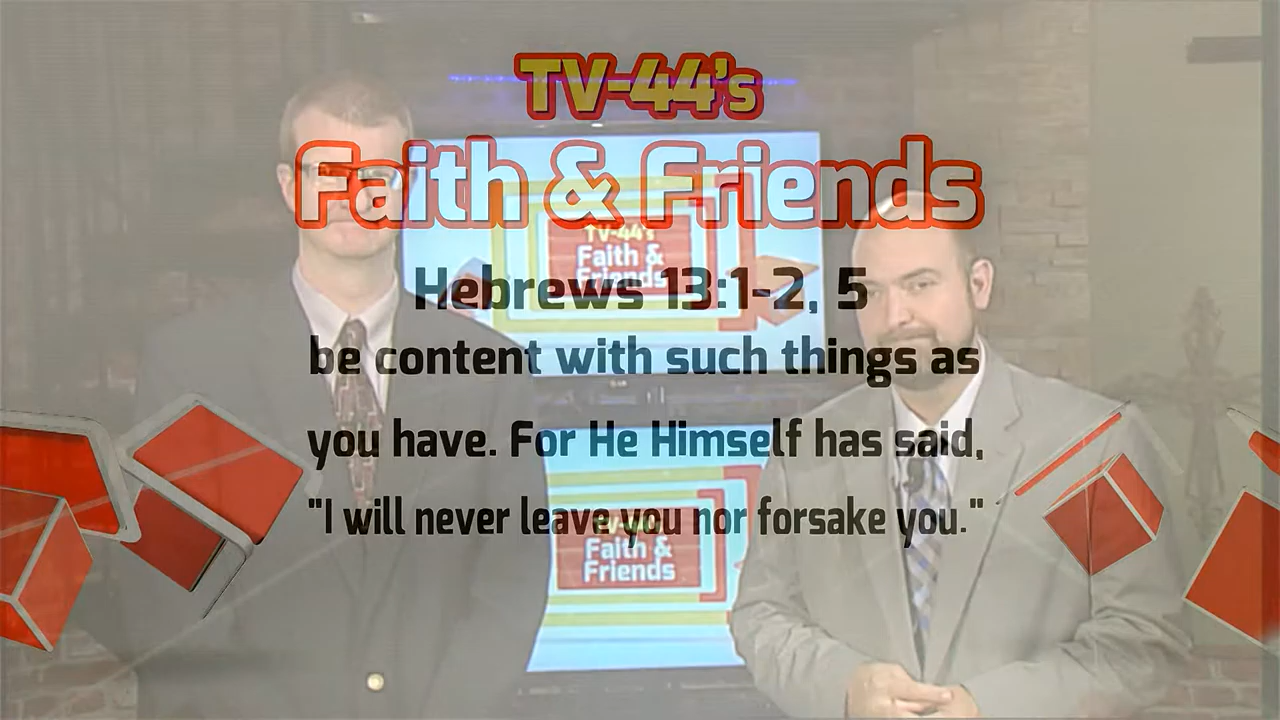 TV-44's
Faith & Friends
TV-44's
Faith &
Friends
Hebrews 13:1-2, 5
be content with such things as
you have. For He Himself has said,
"I will never leave you nor forsake you."
Faith &
Friends